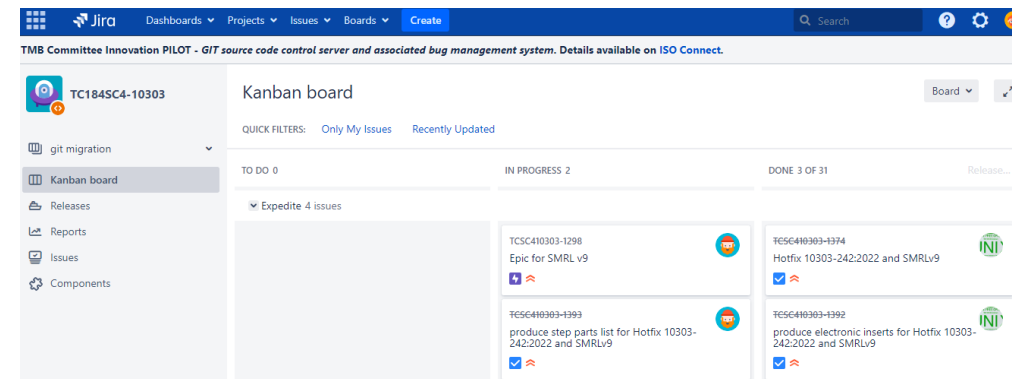 Jira Dashboards Projects Issues Boards Create Search
TMB Committee Innovation PILOT - GIT source code control server and associated bug management system. Details available on ISO Connect.
TC184SC4-10303
Kanban board
Board
QUICK FILTERS: Only My Issues Recently Updated
git migration
Kanban board
Releases
Reports
Issues
Components
TO DO 0
IN PROGRESS 2
DONE 3 OF 31
Release...
Expedite 4 issues
TCSC410303-1298
Epic for SMRL v9
TCSC410303-1393
produce step parts list for Hotfix 10303-
242:2022 and SMRLv9
TCSC410303-1374
Hotfix 10303-242:2022 and SMRLv9
TCSC410303-1392
produce electronic inserts for Hotfix 10303-
242:2022 and SMRLv9